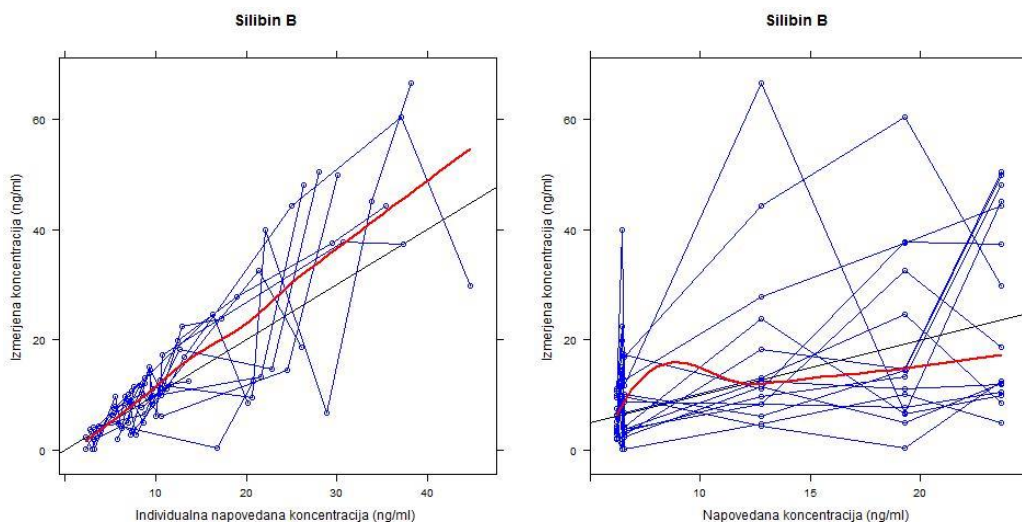 Silibin B
Izmerjena koncentracija (ng/ml)
60
40
20
0
10
20
30
40
Individualna napovedana koncentracija (ng/ml)
Silibin B
Izmerjena koncentracija (ng/ml)
60
40
20
0
10
20
Napovedana koncentracija (ng/ml)